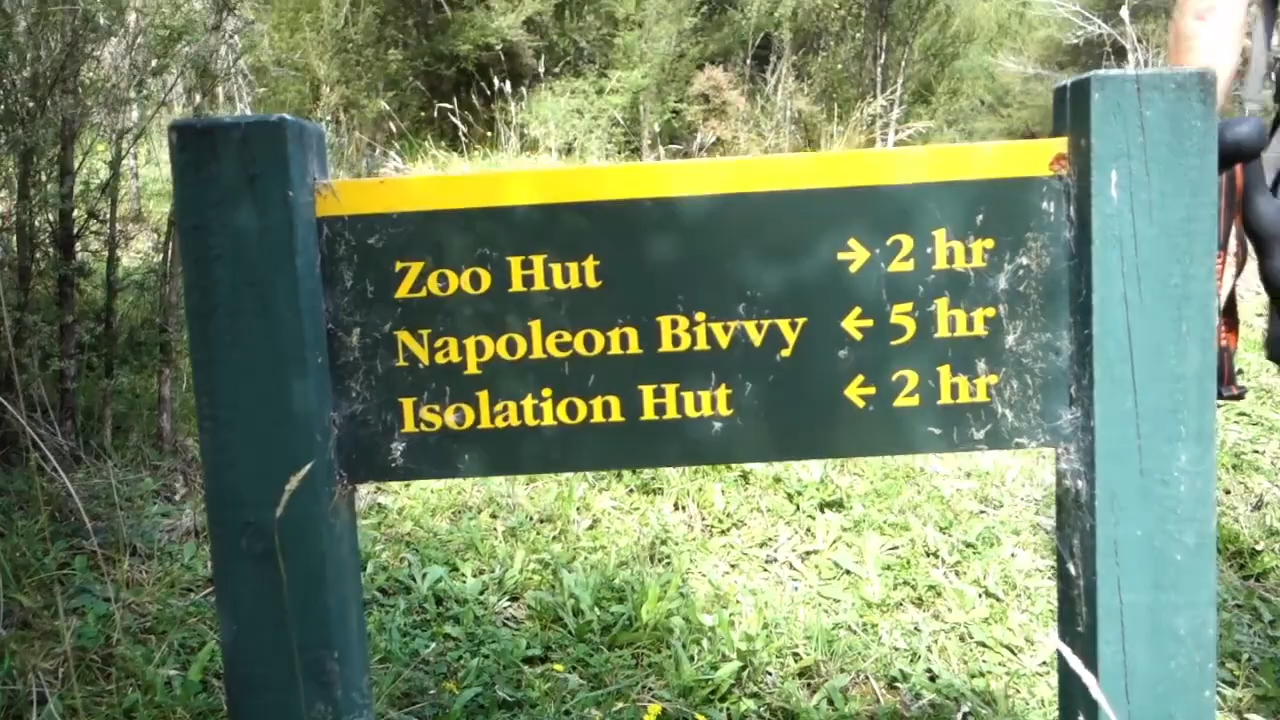 Zoo Hut → 2 hr
Napoleon Bivvy ← 5 hr
Isolation Hut ← 2 hr